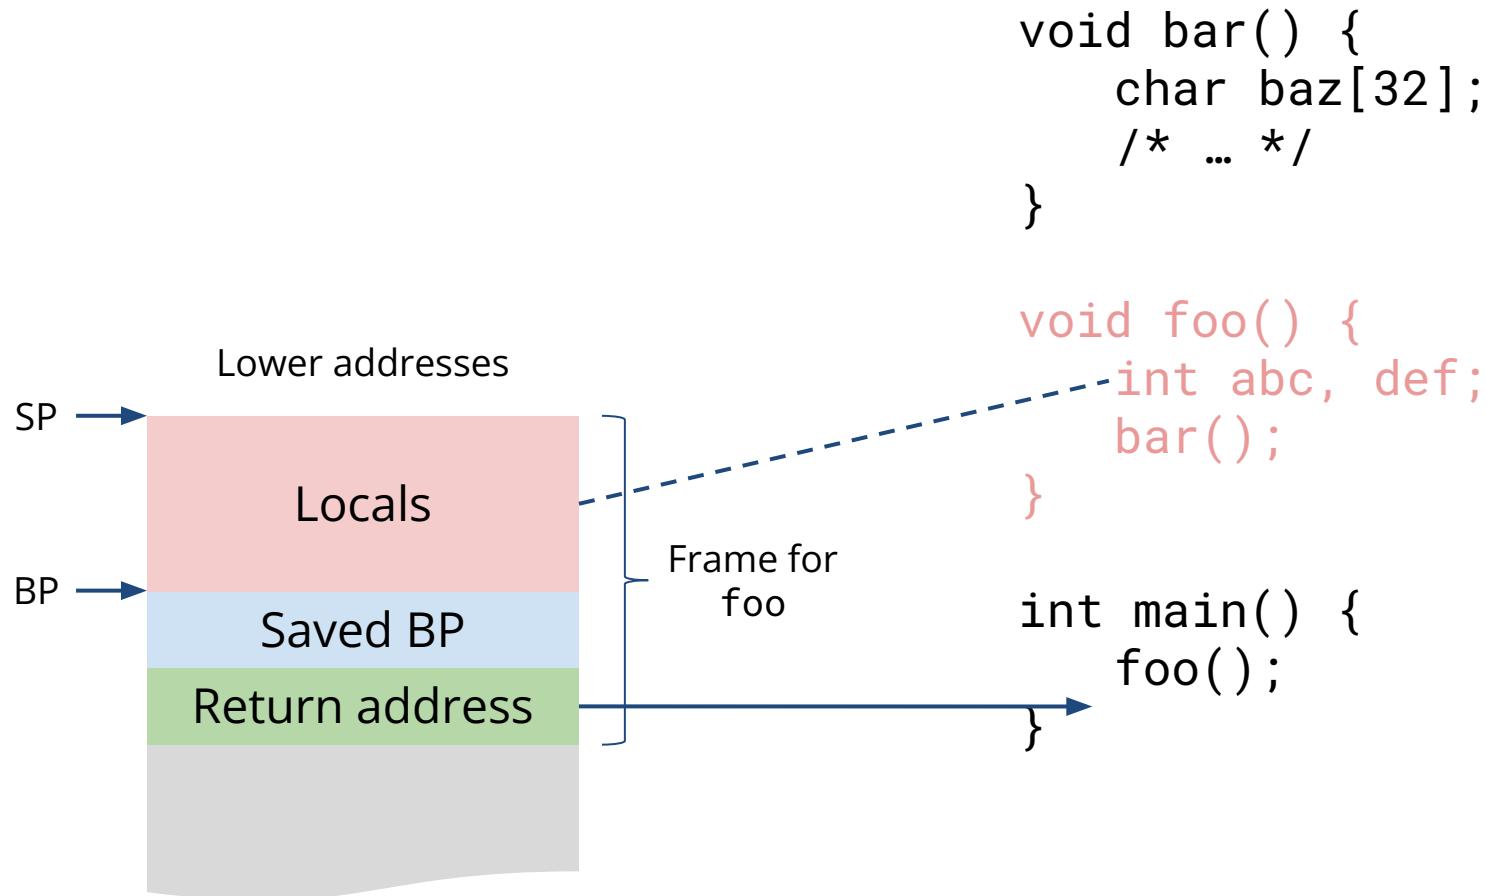 void bar() {
char baz[32];
/* … */
}
void foo() {
int abc, def;
bar();
}
int main() {
foo();
}
Lower addresses
SP
Locals
BP
Saved BP
Return address
Frame for
foo